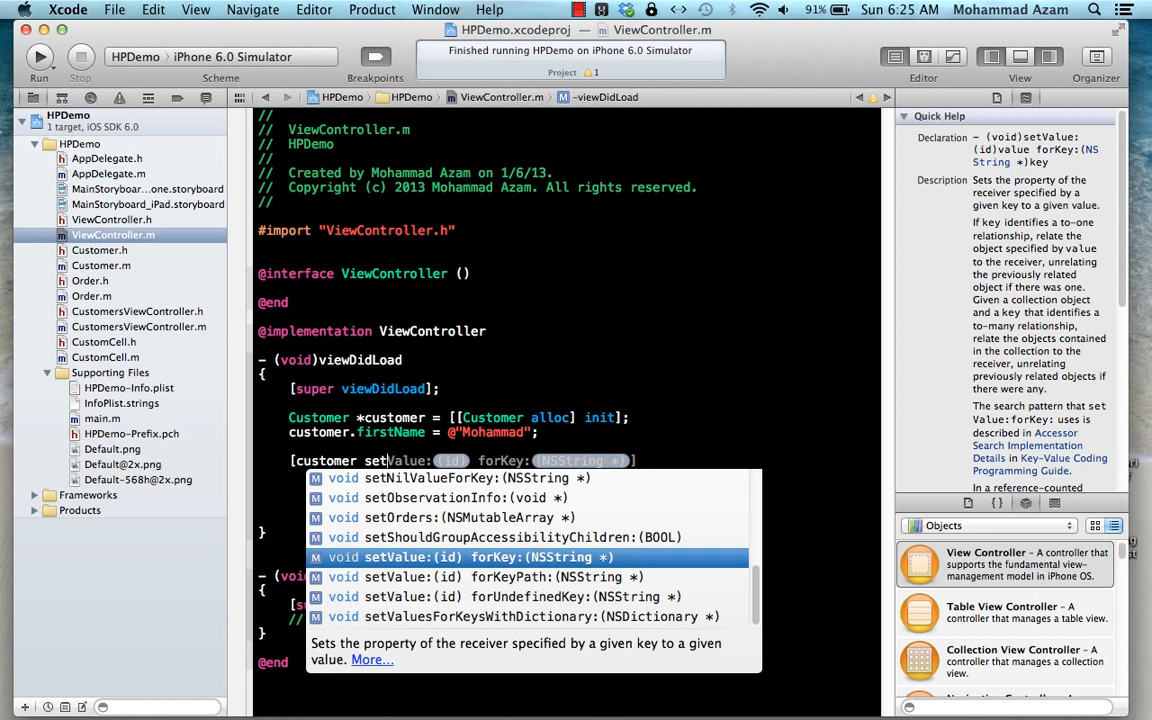 Xcode File Edit View Navigate Editor Product Window Help 91% Sun 6:25 AM Mohammad Azam
HPDemo.xcodeproj — ViewController.m
HPDemo iPhone 6.0 Simulator
Finished running HPDemo on iPhone 6.0 Simulator
Project 1
Run Stop Scheme Breakpoints Editor View Organizer
HPDemo HPDemo ViewController.m M -viewDidLoad
HPDemo
1 target, iOS SDK 6.0
HPDemo
AppDelegate.h
AppDelegate.m
MainStoryboard...one.storyboard
MainStoryboard_iPad.storyboard
ViewController.h
ViewController.m
Customer.h
Customer.m
Order.h
Order.m
CustomersViewController.h
CustomersViewController.m
CustomCell.h
CustomCell.m
Supporting Files
HPDemo-Info.plist
InfoPlist.strings
main.m
HPDemo-Prefix.pch
Default.png
Default@2x.png
Default-568h@2x.png
Frameworks
Products
//
// ViewController.m
// HPDemo
//
// Created by Mohammad Azam on 1/6/13.
// Copyright (c) 2013 Mohammad Azam. All rights reserved.
//
#import "ViewController.h"
@interface ViewController ()
@end
@implementation ViewController
- (void)viewDidLoad
{
[super viewDidLoad];
Customer *customer = [[Customer alloc] init];
customer.firstName = @"Mohammad";
[customer setValue:(id) forKey:(NSString *)]
M void setNilValueForKey:(NSString *)
M void setObservationInfo:(void *)
M void setOrders:(NSMutableArray *)
M void setShouldGroupAccessibilityChildren:(BOOL)
M void setValue:(id) forKey:(NSString *)
M void setValue:(id) forKeyPath:(NSString *)
M void setValue:(id) forUndefinedKey:(NSString *)
M void setValuesForKeysWithDictionary:(NSDictionary *)
Sets the property of the receiver specified by a given key to a given
value. More...
}
- (voi
{
[su
//
}
@end
Quick Help
Declaration - (void)setValue:
(id)value forKey:(NS
String *)key
Description Sets the property of the
receiver specified by a
given key to a given
value.
If key identifies a to-one
relationship, relate the
object specified by value
to the receiver,
unrelating
the previously related
object if there was one.
Given a collection object
and a key that identifies
a to-many relationship,
relate the objects
contained
in the collection to the
receiver, unrelating
previously related objects if
there were any.
The search pattern that set
Value:forKey: uses is
described in Accessor
Search Implementation
Details in Key-Value Coding
Programming Guide.
In a reference-counted
Objects
View Controller - A controller that
supports the fundamental view-
management model in iPhone OS.
Table View Controller - A
controller that manages a table view.
Collection View Controller - A
controller that manages a collection
view.